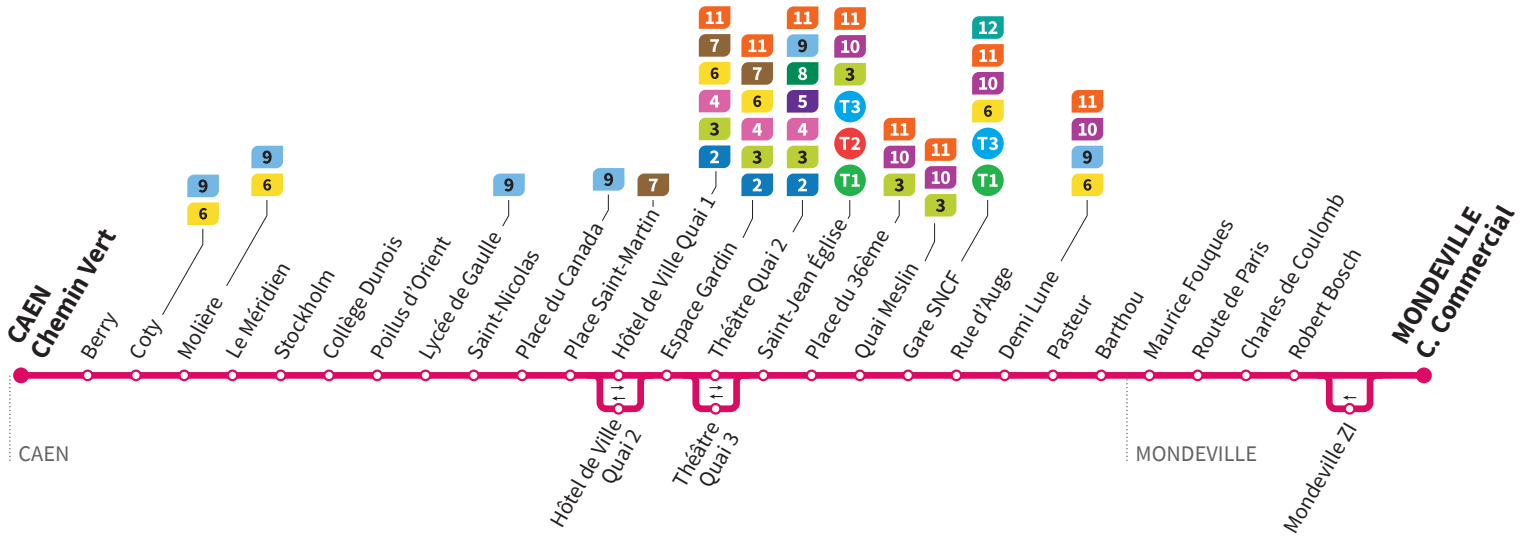 11
7
6
4
3
2
11
7
6
4
3
2
11
9
8
5
4
3
2
11
10
3
T3
T2
T1
12
11
10
6
T3
T1
11
10
9
6
11
10
3
11
10
3
9
6
9
6
9
9
7
CAEN
Chemin Vert
Berry
Coty
Molière
Le Méridien
Stockholm
Collège Dunois
Poilus d'Orient
Lycée de Gaulle
Saint-Nicolas
Place du Canada
Place Saint-Martin
Hôtel de Ville Quai 1
Espace Gardin
Théâtre Quai 2
Saint-Jean Église
Place du 36ème
Quai Meslin
Gare SNCF
Rue d'Auge
Demi Lune
Pasteur
Barthou
Maurice Fouques
Route de Paris
Charles de Coulomb
Robert Bosch
MONDEVILLE
C. Commercial
→
←
→
←
←
CAEN
Hôtel de Ville
Quai 2
Théâtre
Quai 3
MONDEVILLE
Mondeville ZI